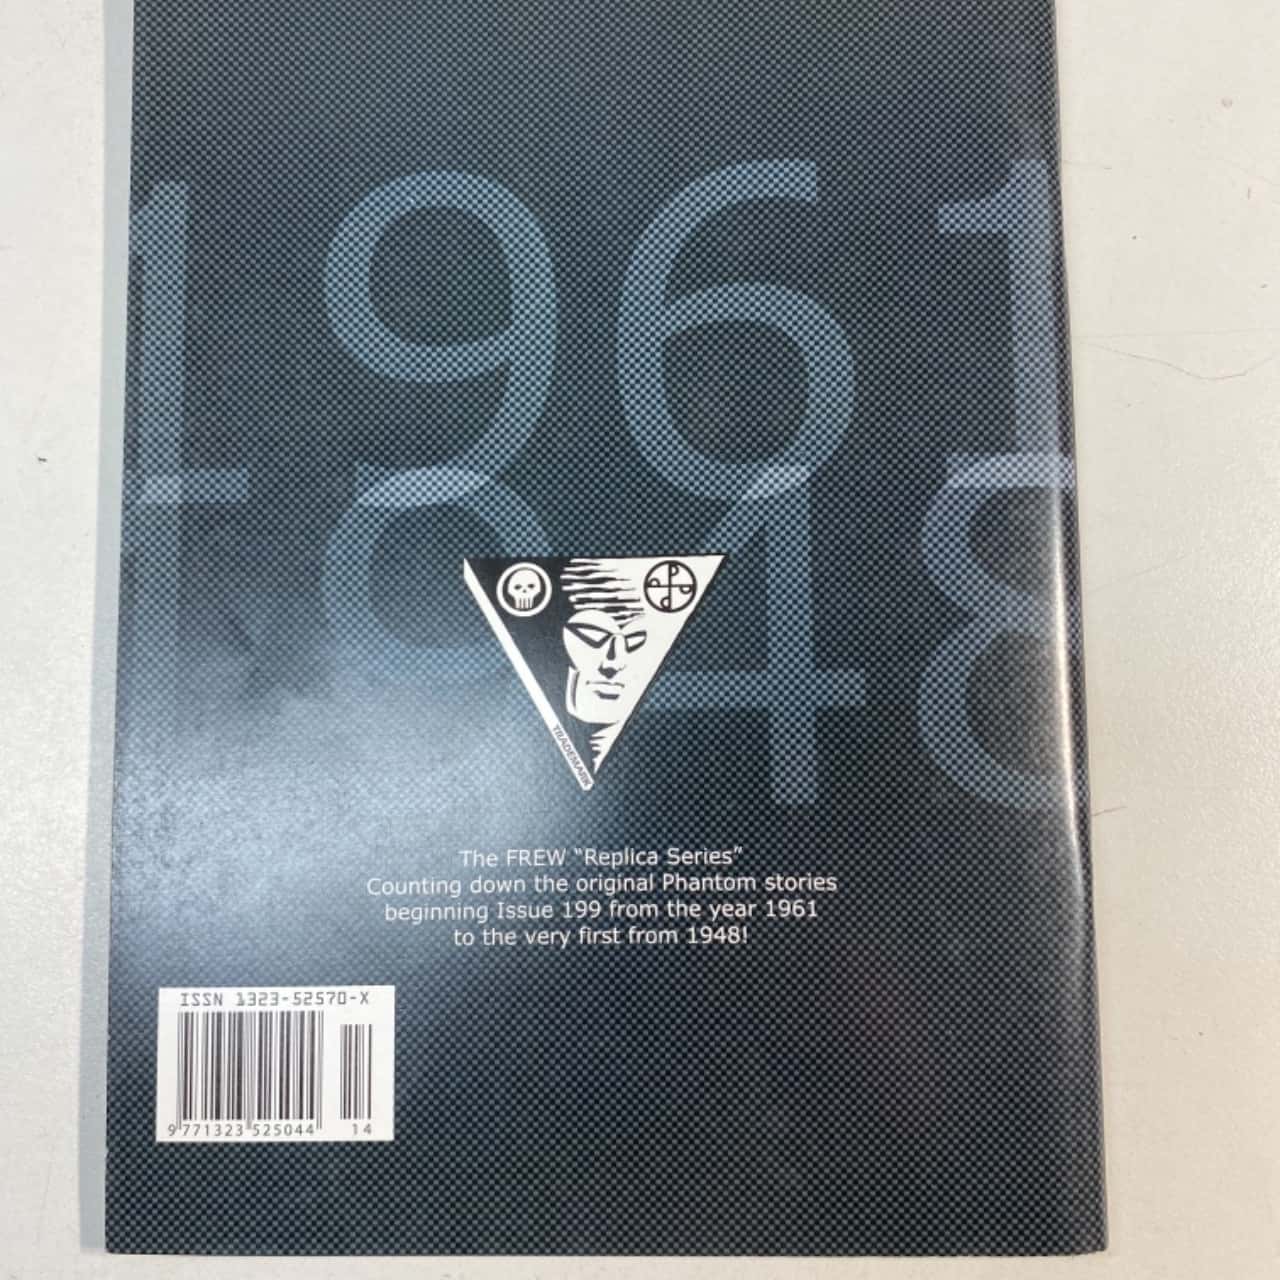 1961
1948
TRADEMARK
The FREW “Replica Series”
Counting down the original Phantom stories
beginning Issue 199 from the year 1961
to the very first from 1948!
ISSN 1323-52570-X
9 771323 525044 14